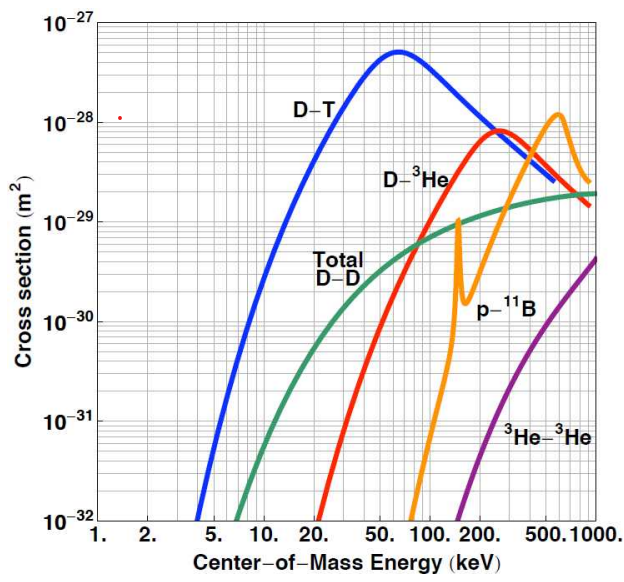 10⁻²⁷
10⁻²⁸
10⁻²⁹
10⁻³⁰
10⁻³¹
10⁻³²
Cross section (m²)
D–T
D–³He
Total
D–D
p–¹¹B
³He–³He
1. 2. 5. 10. 20. 50. 100. 200. 500. 1000.
Center–of–Mass Energy (keV)